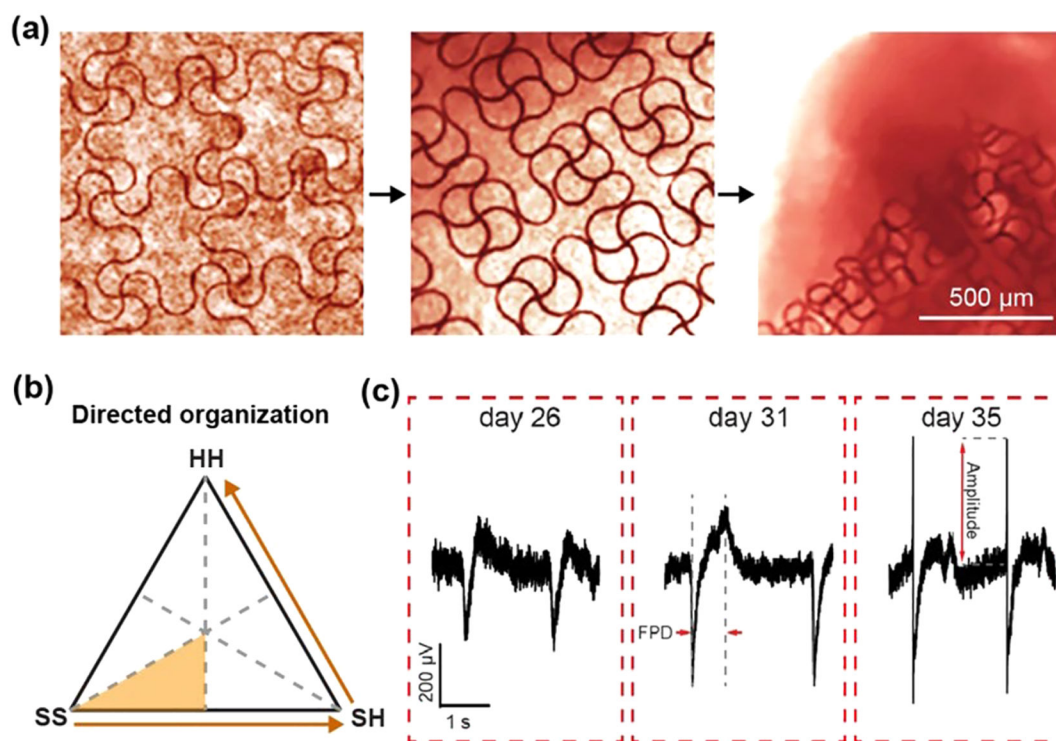 (a)
500 µm
(b)
Directed organization
HH
SS
SH
(c)
day 26
day 31
day 35
Amplitude
FPD
200 µV
1 s